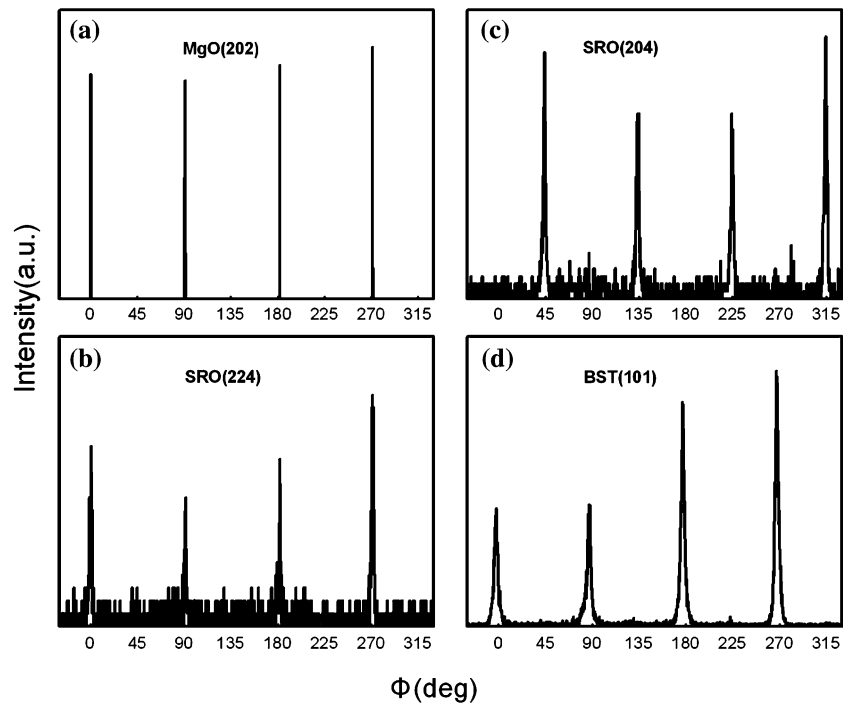 (a)
MgO(202)
0 45 90 135 180 225 270 315
(c)
SRO(204)
0 45 90 135 180 225 270 315
Intensity(a.u.)
(b)
SRO(224)
0 45 90 135 180 225 270 315
(d)
BST(101)
0 45 90 135 180 225 270 315
Φ(deg)